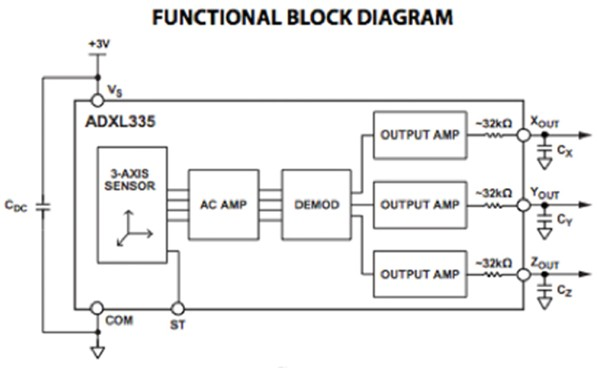 FUNCTIONAL BLOCK DIAGRAM
+3V
VS
ADXL335
3-AXIS
SENSOR
AC AMP
DEMOD
OUTPUT AMP
~32kΩ
XOUT
CX
OUTPUT AMP
~32kΩ
YOUT
CY
OUTPUT AMP
~32kΩ
ZOUT
CZ
CDC
COM
ST